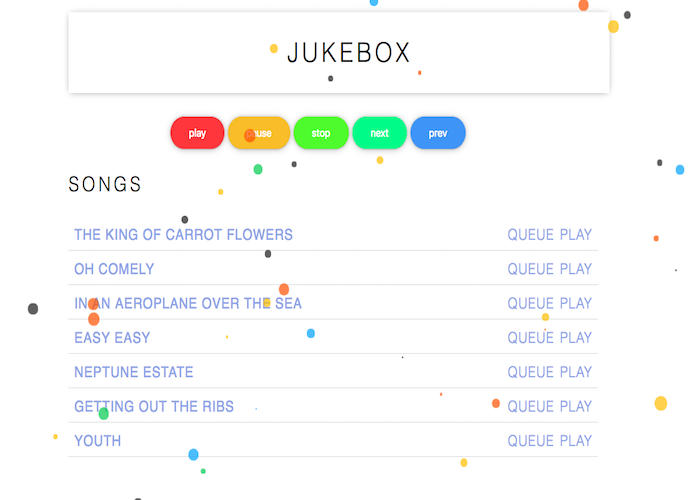 JUKEBOX
play pause stop next prev
SONGS
THE KING OF CARROT FLOWERS QUEUE PLAY
OH COMELY QUEUE PLAY
IN AN AEROPLANE OVER THE SEA QUEUE PLAY
EASY EASY QUEUE PLAY
NEPTUNE ESTATE QUEUE PLAY
GETTING OUT THE RIBS QUEUE PLAY
YOUTH QUEUE PLAY